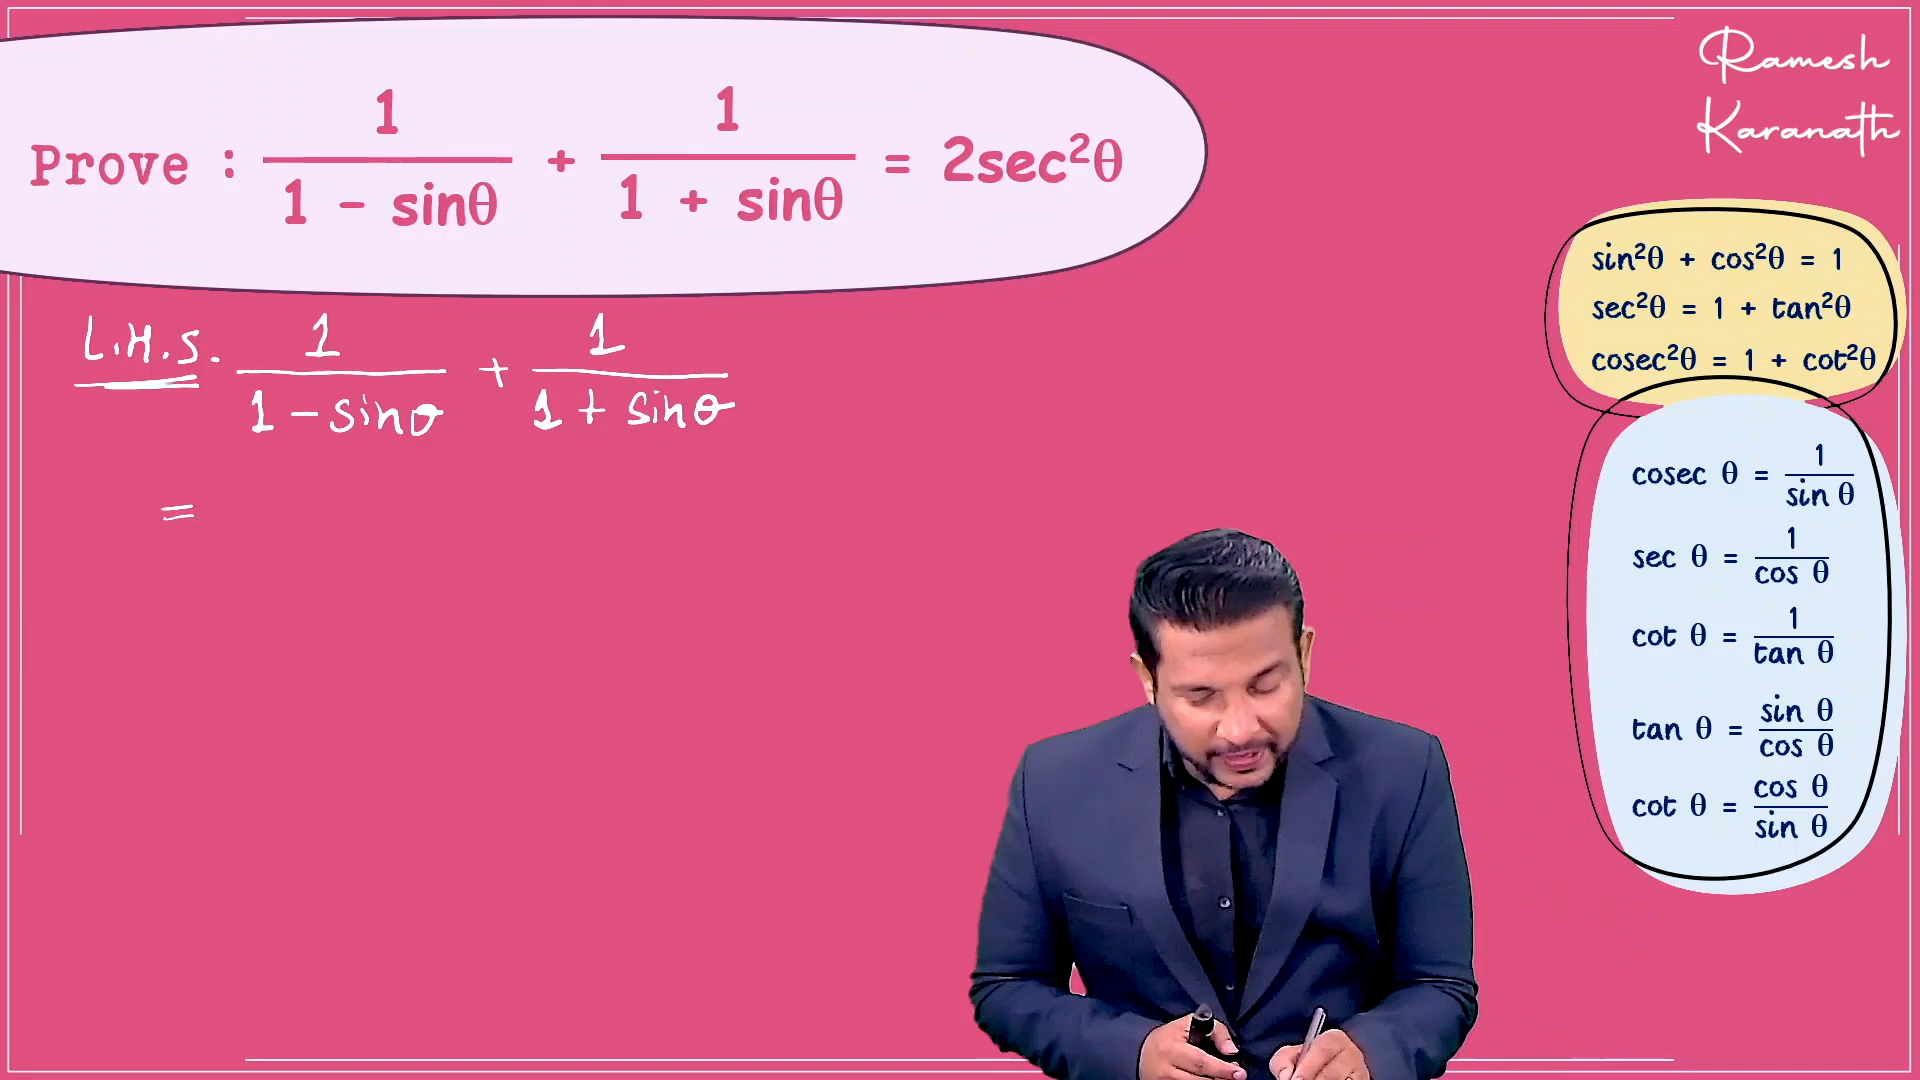 Ramesh
Karanath
Prove : 1/(1 - sinθ) + 1/(1 + sinθ) = 2sec²θ
L.H.S. 1/(1 - sinθ) + 1/(1 + sinθ)
=
sin²θ + cos²θ = 1
sec²θ = 1 + tan²θ
cosec²θ = 1 + cot²θ
cosec θ = 1/sin θ
sec θ = 1/cos θ
cot θ = 1/tan θ
tan θ = sin θ/cos θ
cot θ = cos θ/sin θ